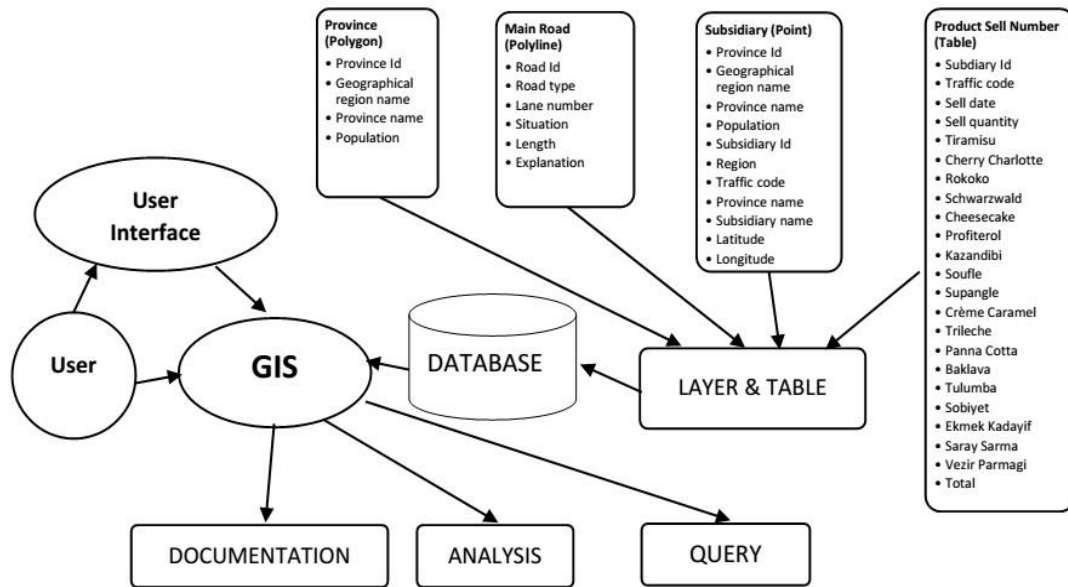 Province
(Polygon)
• Province Id
• Geographical
region name
• Province name
• Population
Main Road
(Polyline)
• Road Id
• Road type
• Lane number
• Situation
• Length
• Explanation
Subsidiary (Point)
• Province Id
• Geographical
region name
• Province name
• Population
• Subsidiary Id
• Region
• Traffic code
• Province name
• Subsidiary name
• Latitude
• Longitude
Product Sell Number
(Table)
• Subdiary Id
• Traffic code
• Sell date
• Sell quantity
• Tiramisu
• Cherry Charlotte
• Rokoko
• Schwarzwald
• Cheesecake
• Profiterol
• Kazandibi
• Soufle
• Supangle
• Crème Caramel
• Trileche
• Panna Cotta
• Baklava
• Tulumba
• Sobiyet
• Ekmek Kadayif
• Saray Sarma
• Vezir Parmagi
• Total
User
Interface
User
GIS
DATABASE
LAYER & TABLE
DOCUMENTATION
ANALYSIS
QUERY